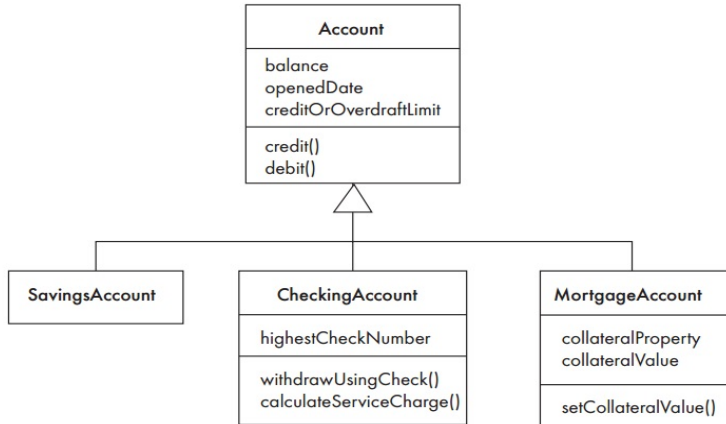 Account
balance
openedDate
creditOrOverdraftLimit
credit()
debit()
SavingsAccount
CheckingAccount
highestCheckNumber
withdrawUsingCheck()
calculateServiceCharge()
MortgageAccount
collateralProperty
collateralValue
setCollateralValue()